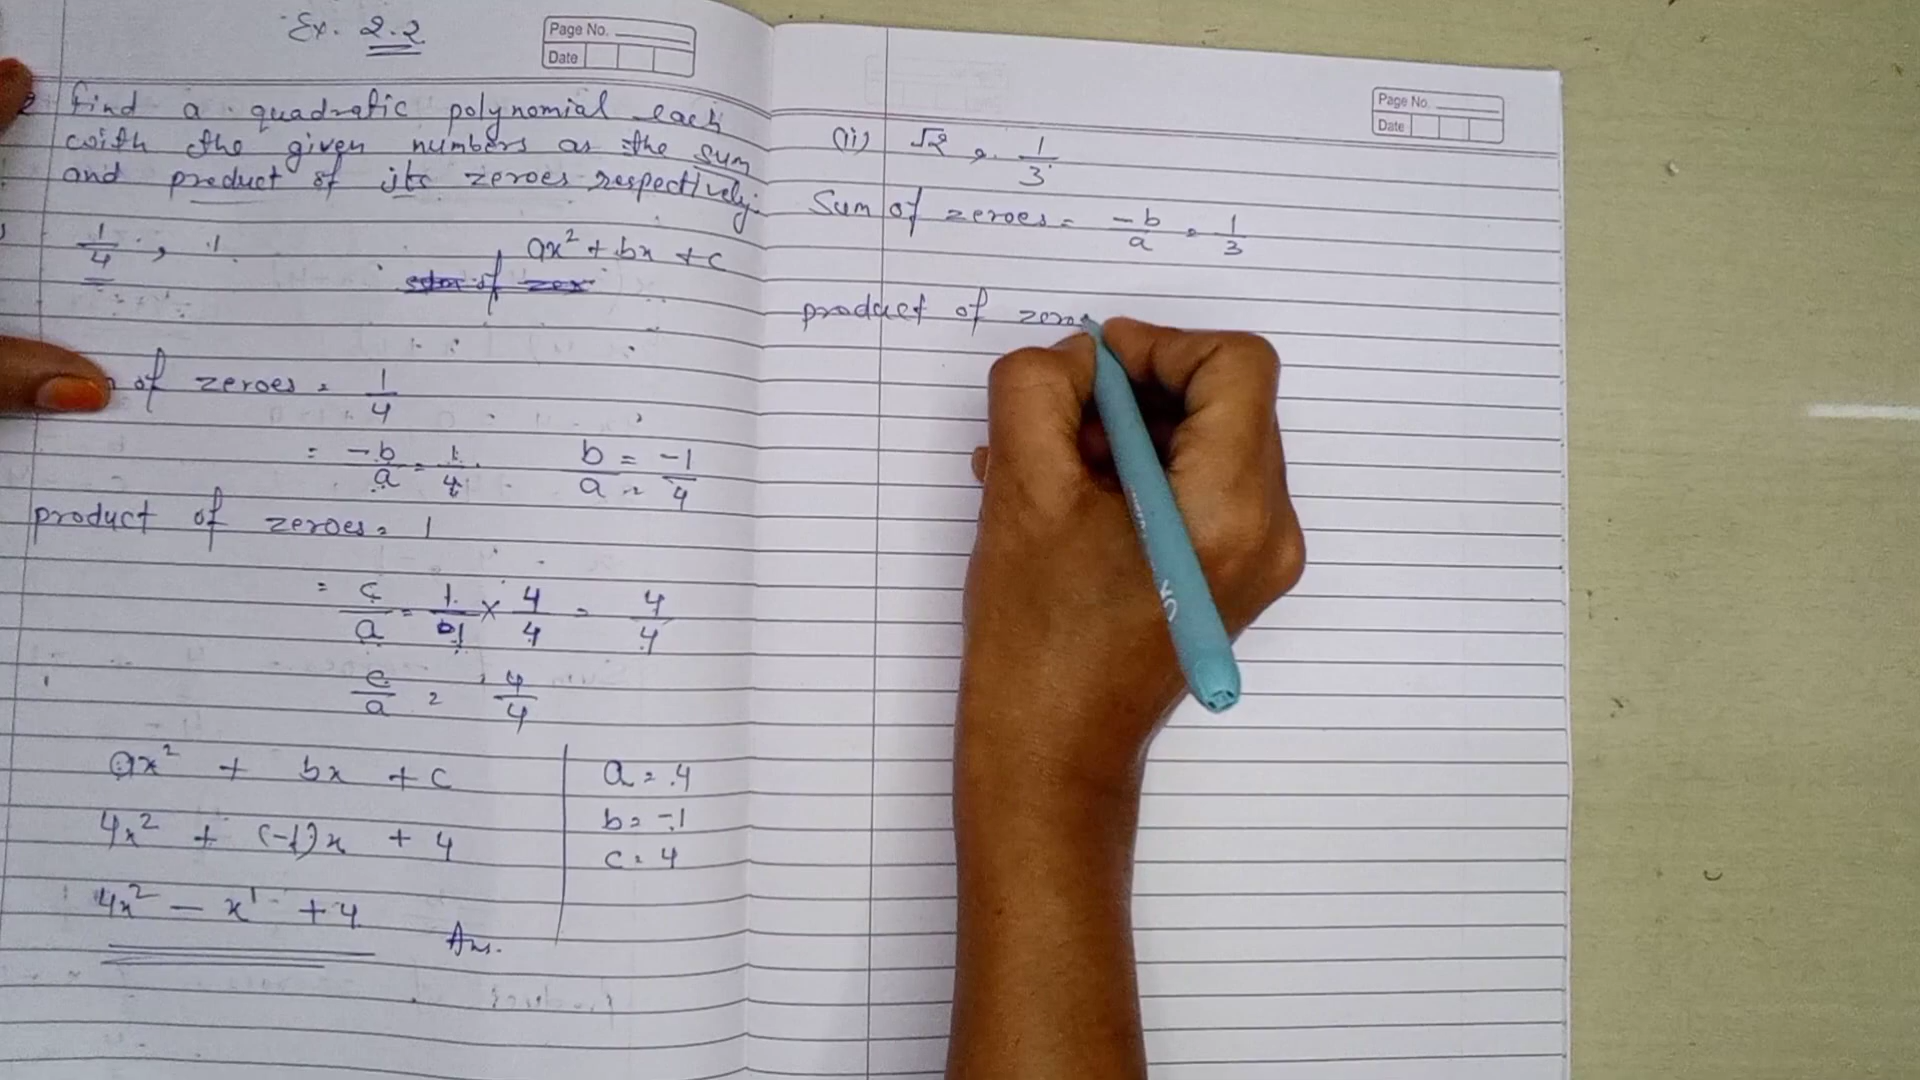 Ex. 2.2
Page No.
Date
find a quadratic polynomial each
with the given numbers as the sum
and product of its zeroes respectively.
1/4 , 1
ax² + bx + c
of zeroes = 1/4
= -b/a = 1/4 b/a = -1/4
product of zeroes = 1
= c/a = 1/1 × 4/4 = 4/4
c/a = 4/4
ax² + bx + c
4x² + (-1)x + 4
4x² - x + 4
Ans.
a = 4
b = -1
c = 4
Page No.
Date
(ii) √2 , 1/3
Sum of zeroes = -b/a = 1/3
product of zeroe